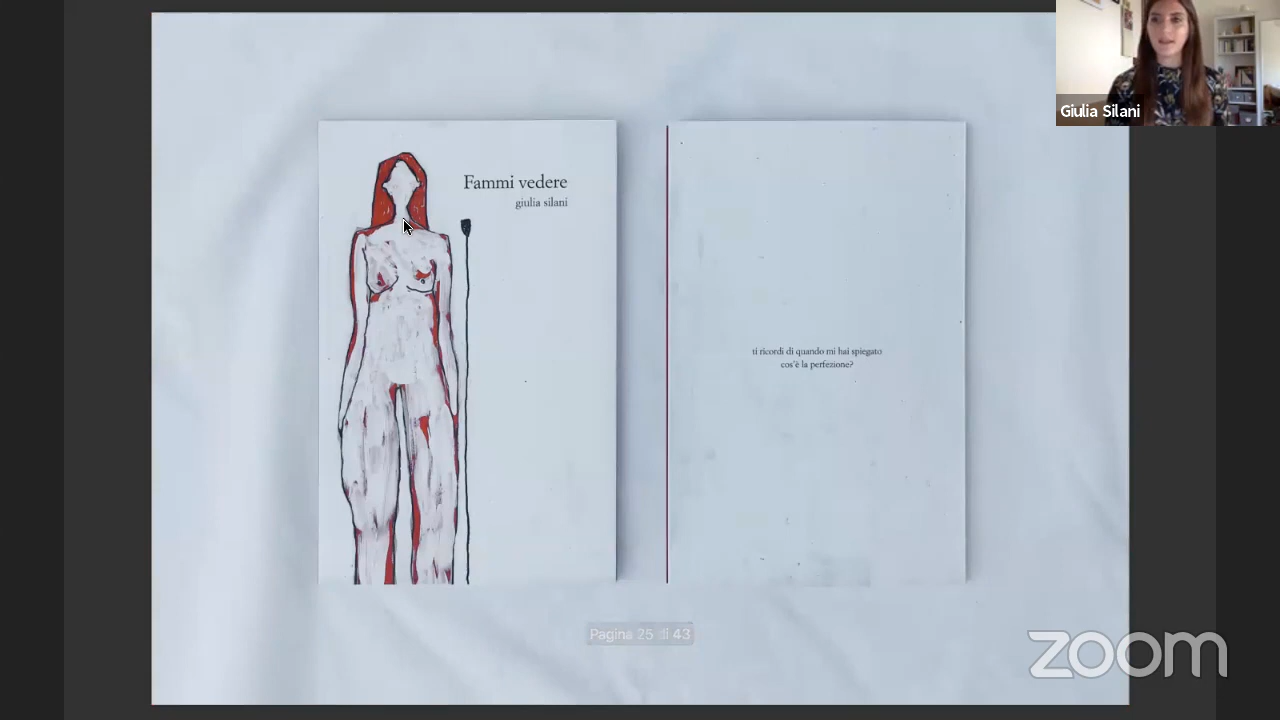 Giulia Silani
Fammi vedere
giulia silani
ti ricordi di quando mi hai spiegato
cos'è la perfezione?
Pagina 25 di 43
zoom